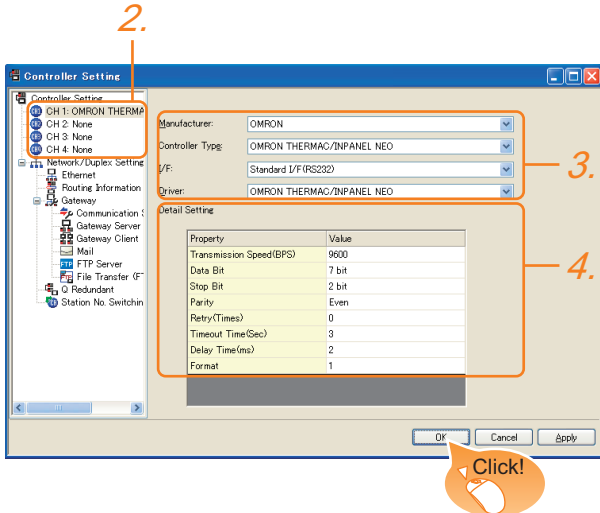 2.
Controller Setting
Controller Setting
CH 1: OMRON THERMA
CH 2: None
CH 3: None
CH 4: None
Network/Duplex Setting
Ethernet
Routing Information
Gateway
Communication S
Gateway Server
Gateway Client
Mail
FTP Server
File Transfer (F
Q Redundant
Station No. Switchin
Manufacturer: OMRON
Controller Type: OMRON THERMAC/INPANEL NEO
I/F: Standard I/F(RS232)
Driver: OMRON THERMAC/INPANEL NEO
3.
Detail Setting
Property Value
Transmission Speed(BPS) 9600
Data Bit 7 bit
Stop Bit 2 bit
Parity Even
Retry(Times) 0
Timeout Time(Sec) 3
Delay Time(ms) 2
Format 1
4.
OK Cancel Apply
Click!